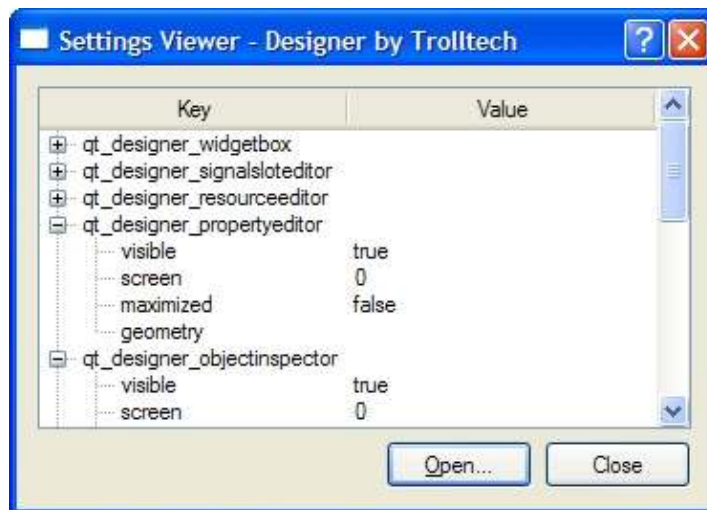 Settings Viewer - Designer by Trolltech
Key Value
qt_designer_widgetbox
qt_designer_signalsloteditor
qt_designer_resourceeditor
qt_designer_propertyeditor
visible true
screen 0
maximized false
geometry
qt_designer_objectinspector
visible true
screen 0
Open... Close